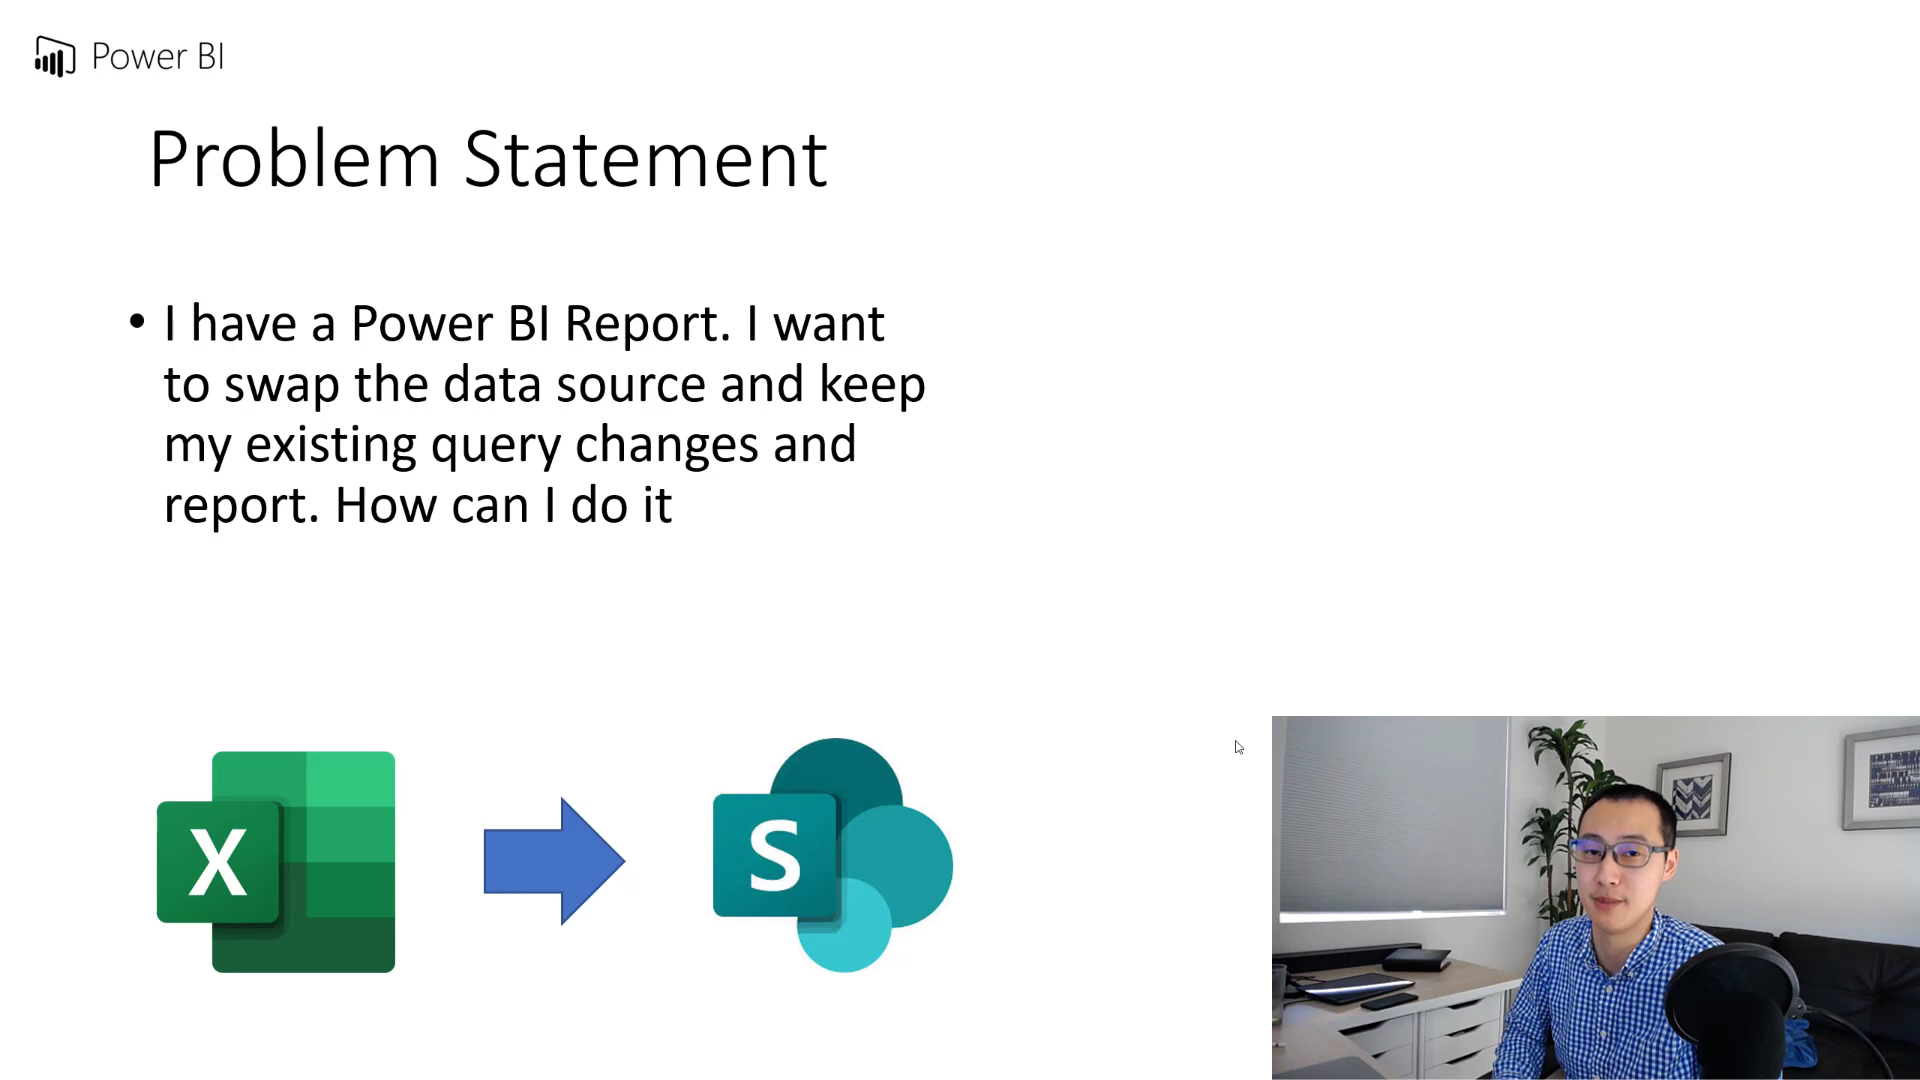 Power BI
Problem Statement
• I have a Power BI Report. I want
to swap the data source and keep
my existing query changes and
report. How can I do it
X
S